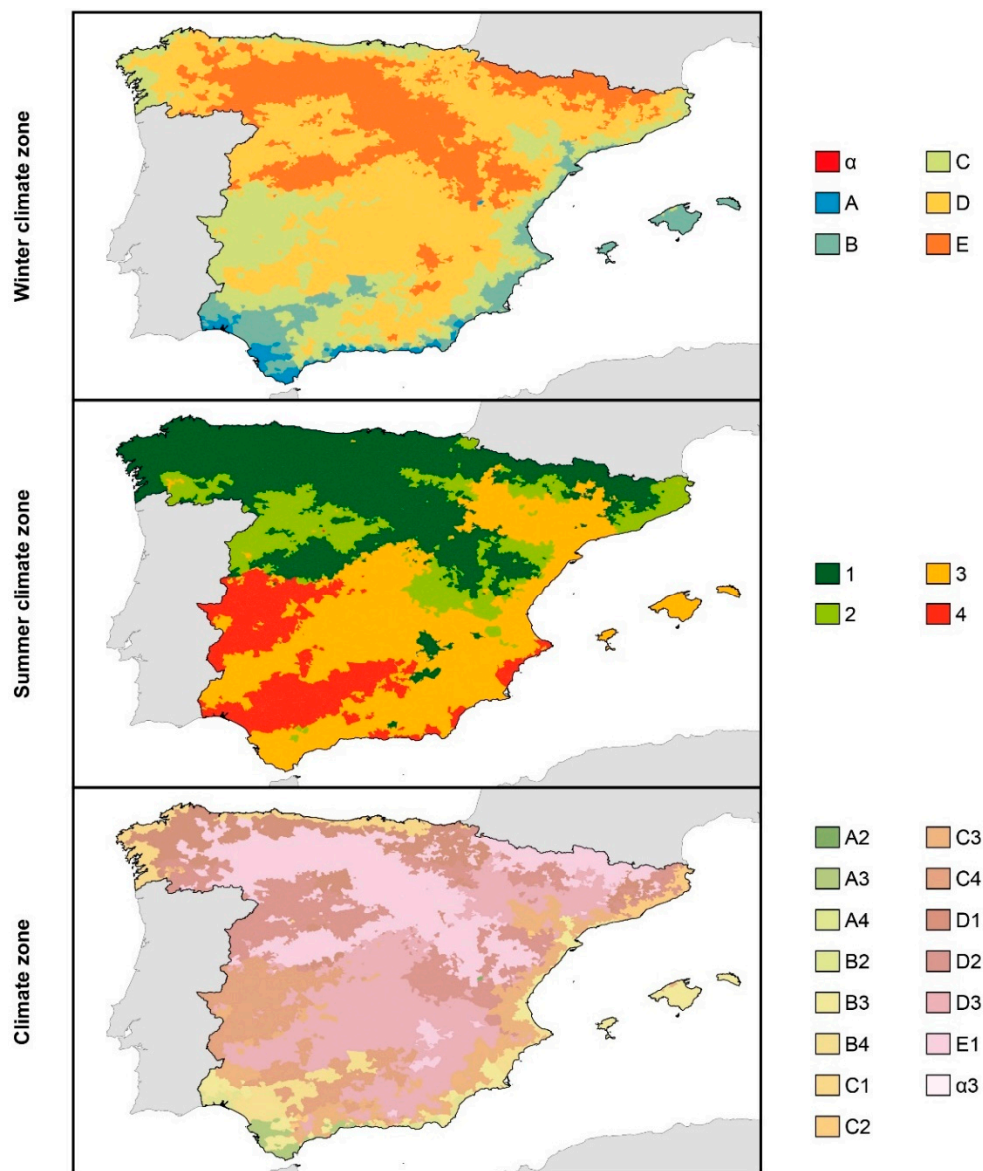 Winter climate zone
α
C
A
D
B
E
Summer climate zone
1
3
2
4
Climate zone
A2
C3
A3
C4
A4
D1
B2
D2
B3
D3
B4
E1
C1
α3
C2